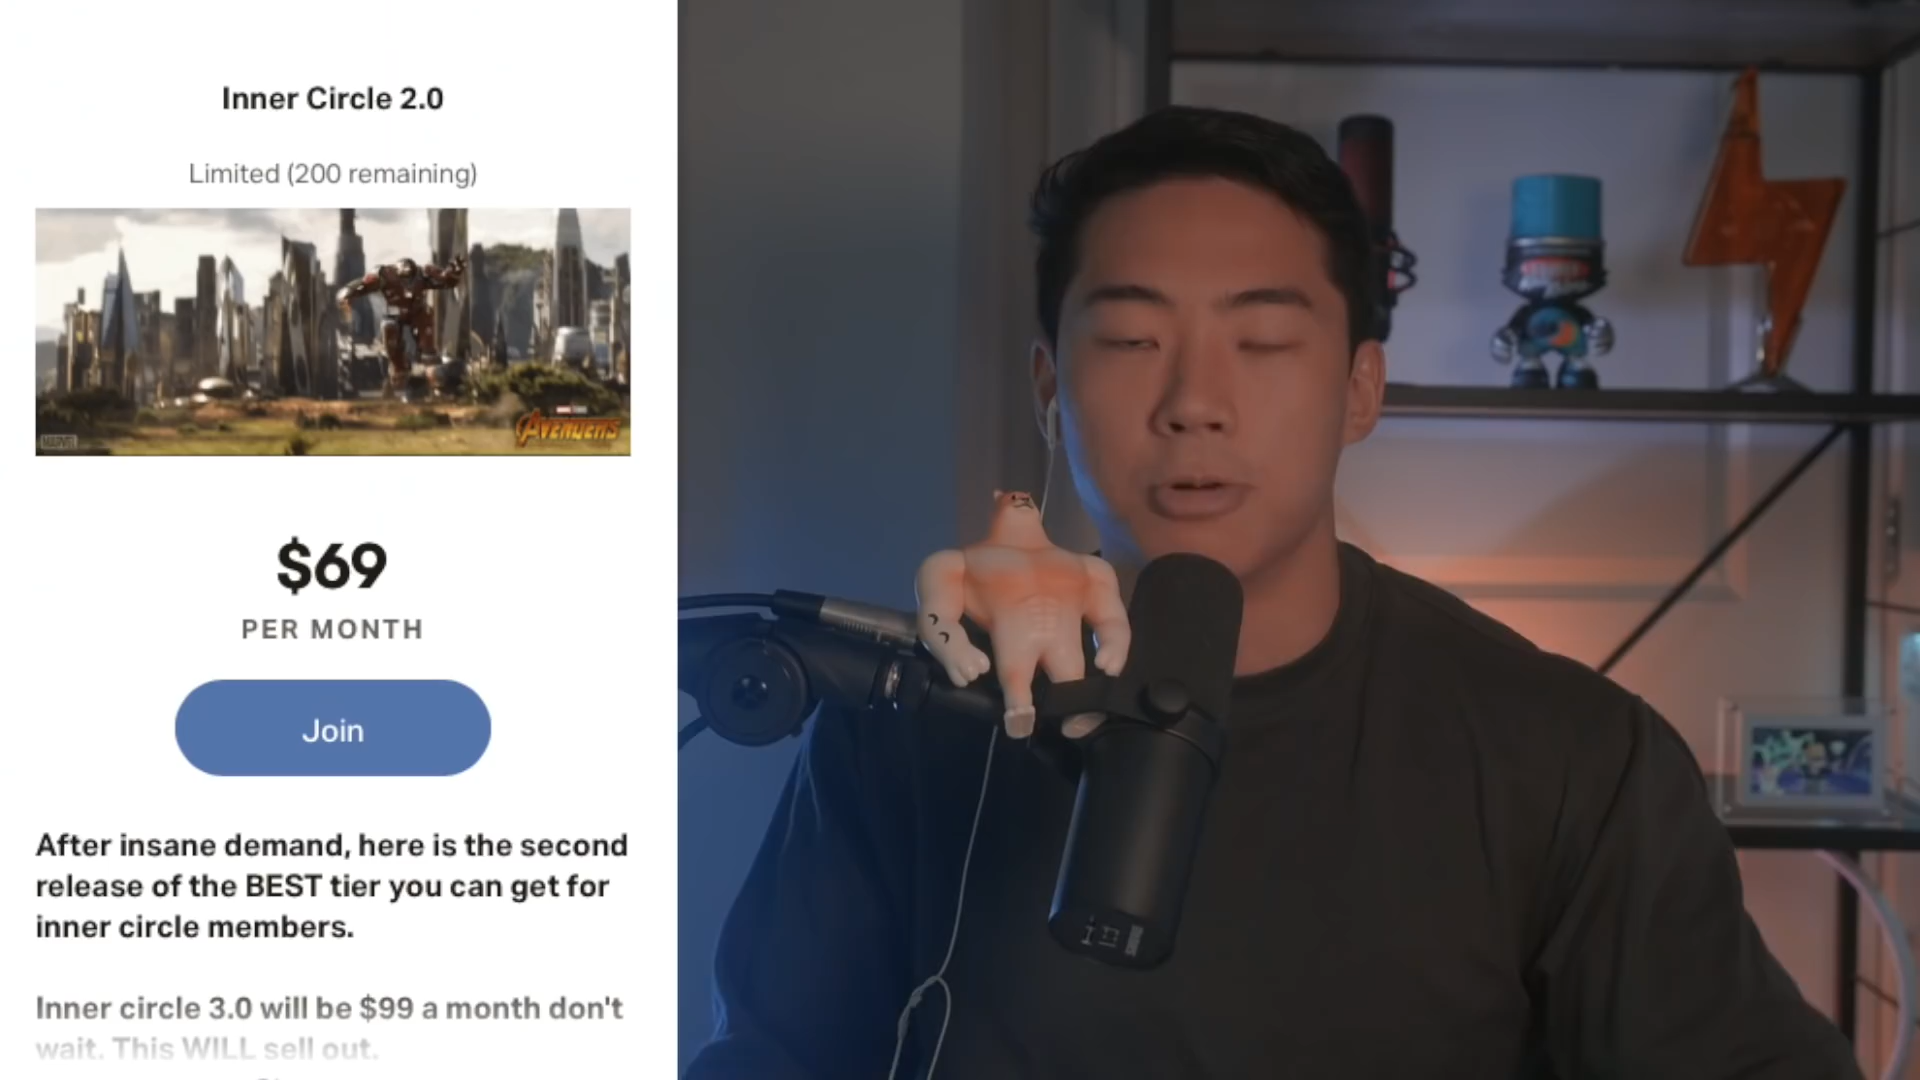 Inner Circle 2.0
Limited (200 remaining)
MARVEL
AVENGERS
$69
PER MONTH
Join
After insane demand, here is the second
release of the BEST tier you can get for
inner circle members.
Inner circle 3.0 will be $99 a month don't
wait. This WILL sell out.